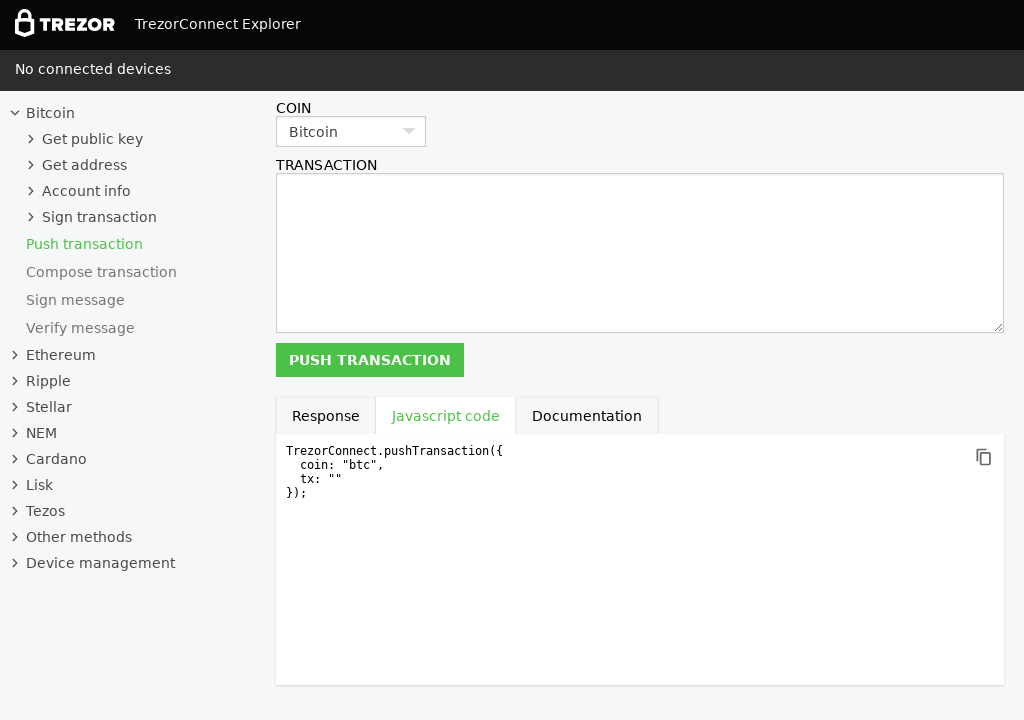 TREZOR TrezorConnect Explorer
No connected devices
Bitcoin
Get public key
Get address
Account info
Sign transaction
Push transaction
Compose transaction
Sign message
Verify message
Ethereum
Ripple
Stellar
NEM
Cardano
Lisk
Tezos
Other methods
Device management
COIN
Bitcoin
TRANSACTION
PUSH TRANSACTION
Response Javascript code Documentation
TrezorConnect.pushTransaction({
  coin: "btc",
  tx: ""
});